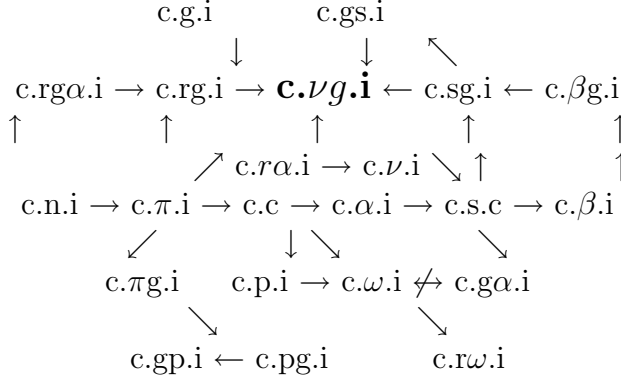 c.g.i c.gs.i
↓ ↓ ↖
c.rgα.i → c.rg.i → c.νg.i ← c.sg.i ← c.βg.i
↑ ↑ ↑ ↑ ↑
↗ c.rα.i → c.ν.i ↘ ↑ ↑
c.n.i → c.π.i → c.c → c.α.i → c.s.c → c.β.i
↙ ↓ ↘ ↘
c.πg.i c.p.i → c.ω.i ↮ c.gα.i
↘ ↘
c.gp.i ← c.pg.i c.rω.i